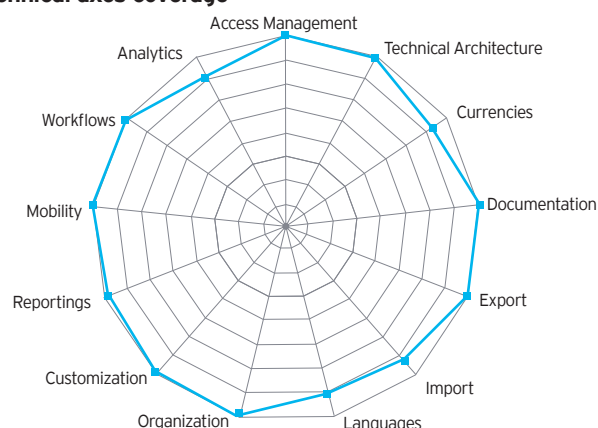 Access Management
Analytics
Technical Architecture
Currencies
Workflows
Documentation
Mobility
Reportings
Export
Customization
Import
Organization
Languages